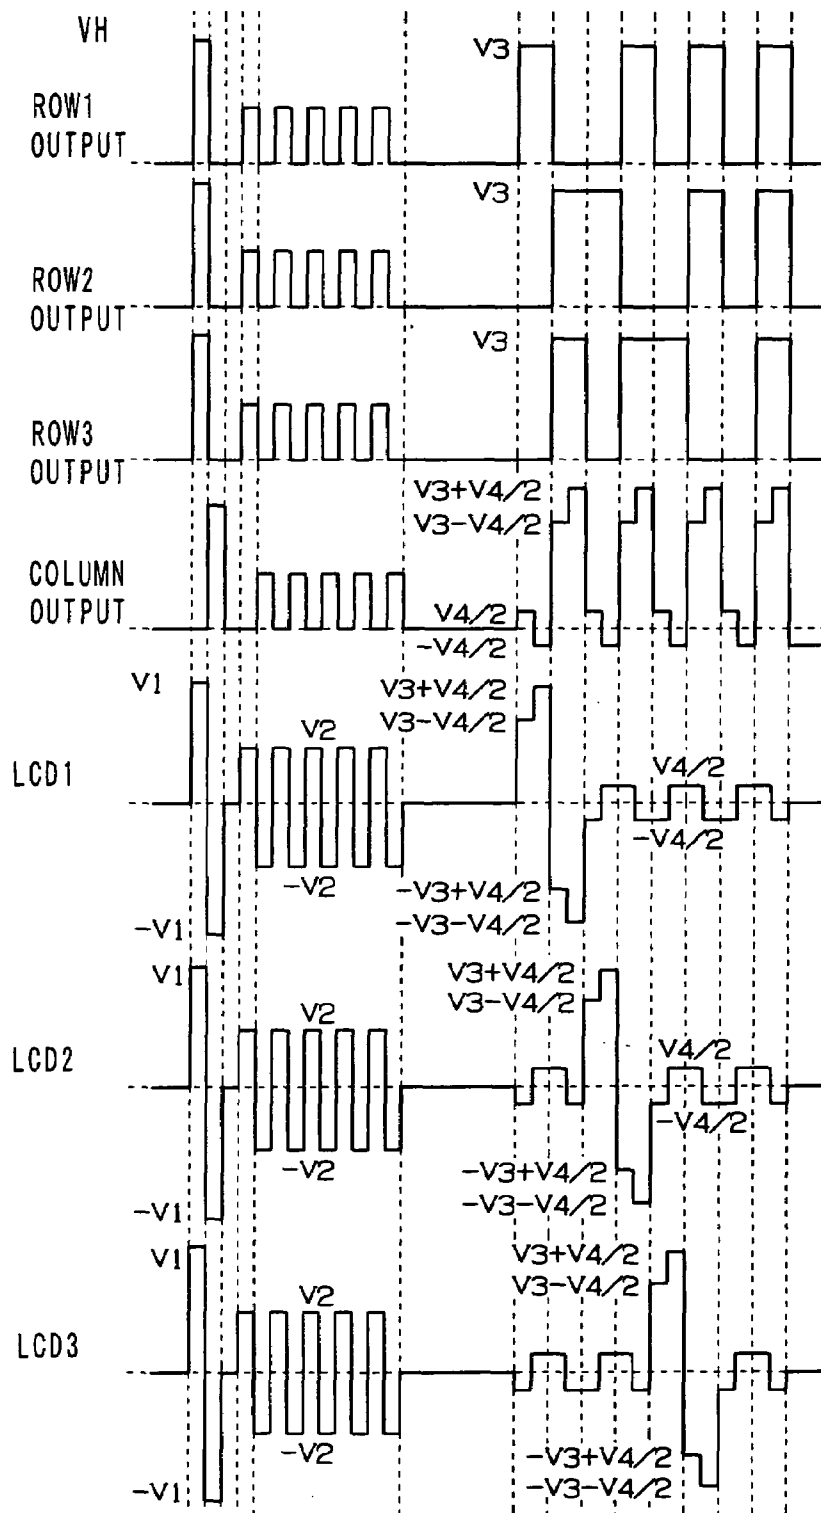 VH
V3
ROW1
OUTPUT
V3
ROW2
OUTPUT
V3
ROW3
OUTPUT
V3+V4/2
V3-V4/2
COLUMN
OUTPUT
V4/2
-V4/2
V1
V3+V4/2
V3-V4/2
V2
V4/2
LCD1
-V4/2
-V2
-V3+V4/2
-V3-V4/2
-V1
V1
V3+V4/2
V3-V4/2
V2
V4/2
LCD2
-V4/2
-V2
-V3+V4/2
-V3-V4/2
-V1
V1
V3+V4/2
V3-V4/2
V2
LCD3
-V2
-V3+V4/2
-V3-V4/2
-V1